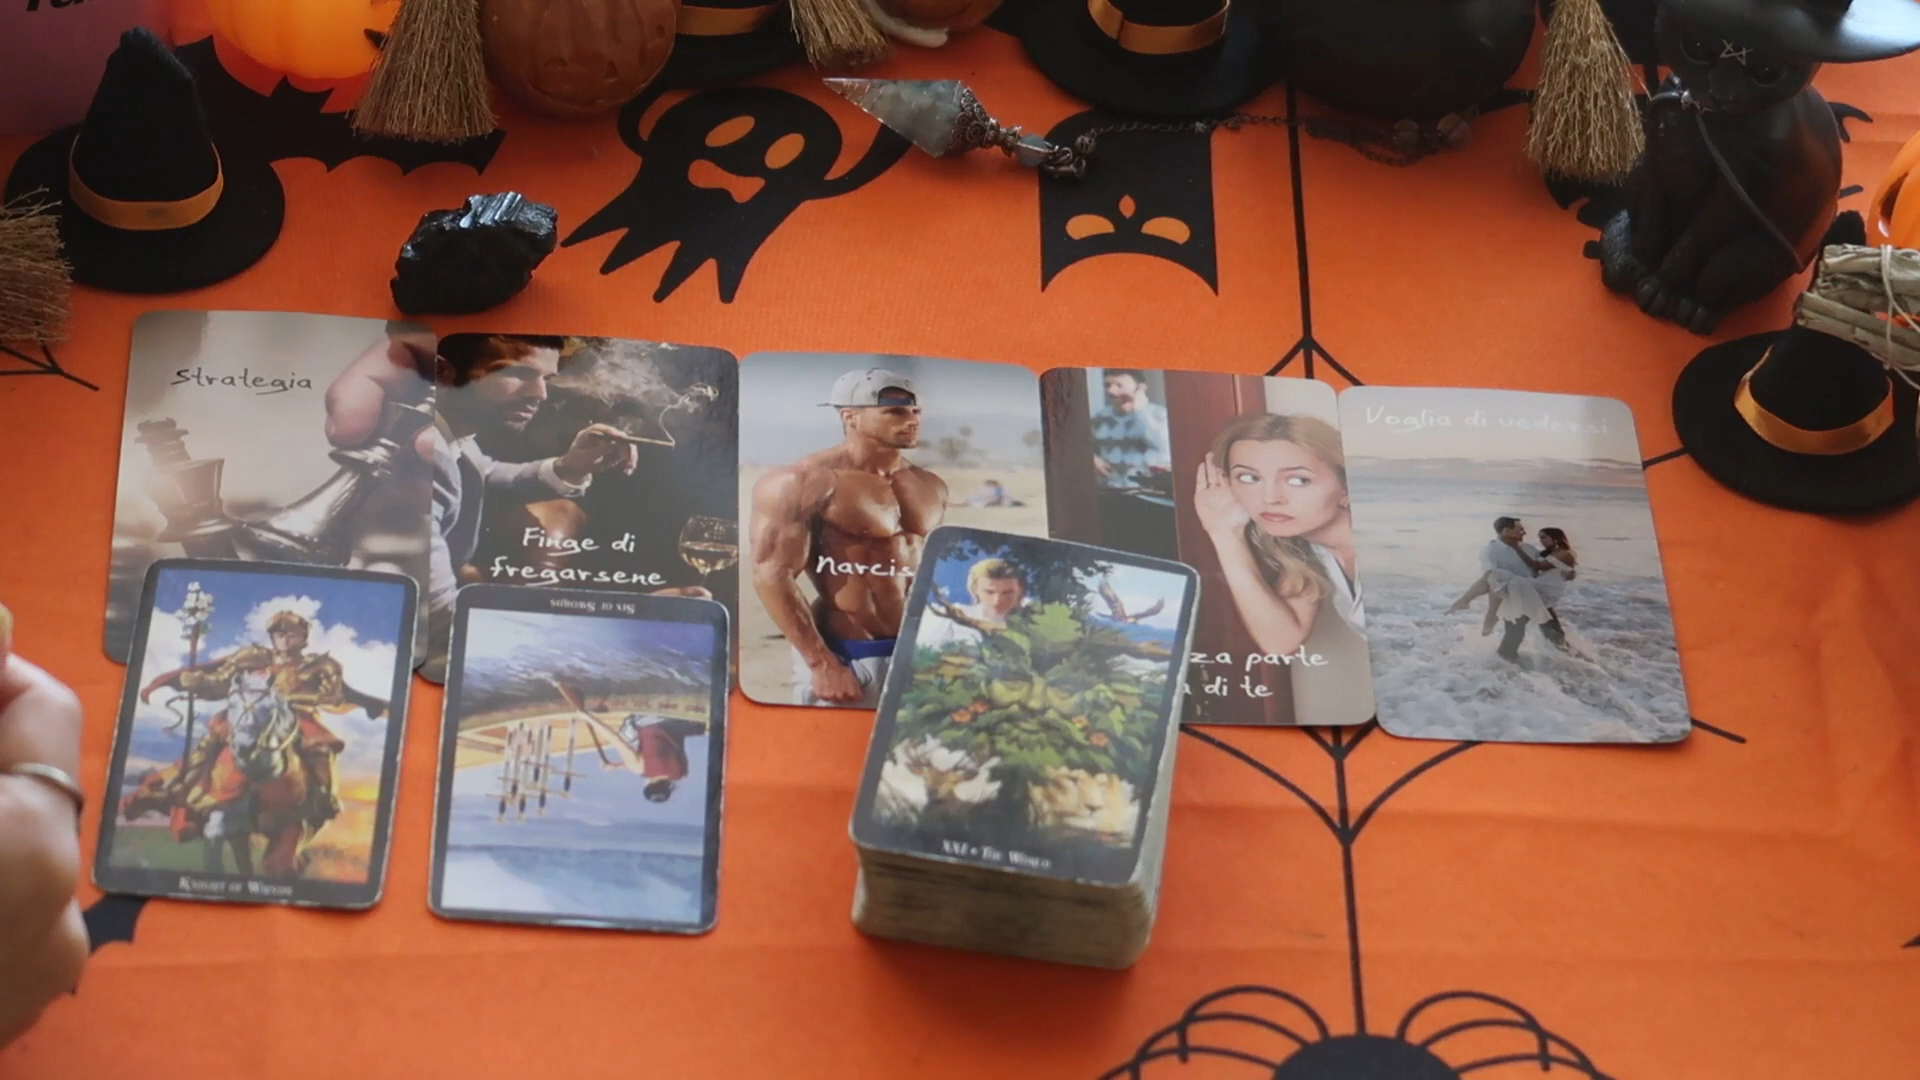 Strategia
Finge di
fregarsene
Narcis
za parte
di te
Voglia di vedersi
Knight of Wands
Six of Swords
XXI • The World